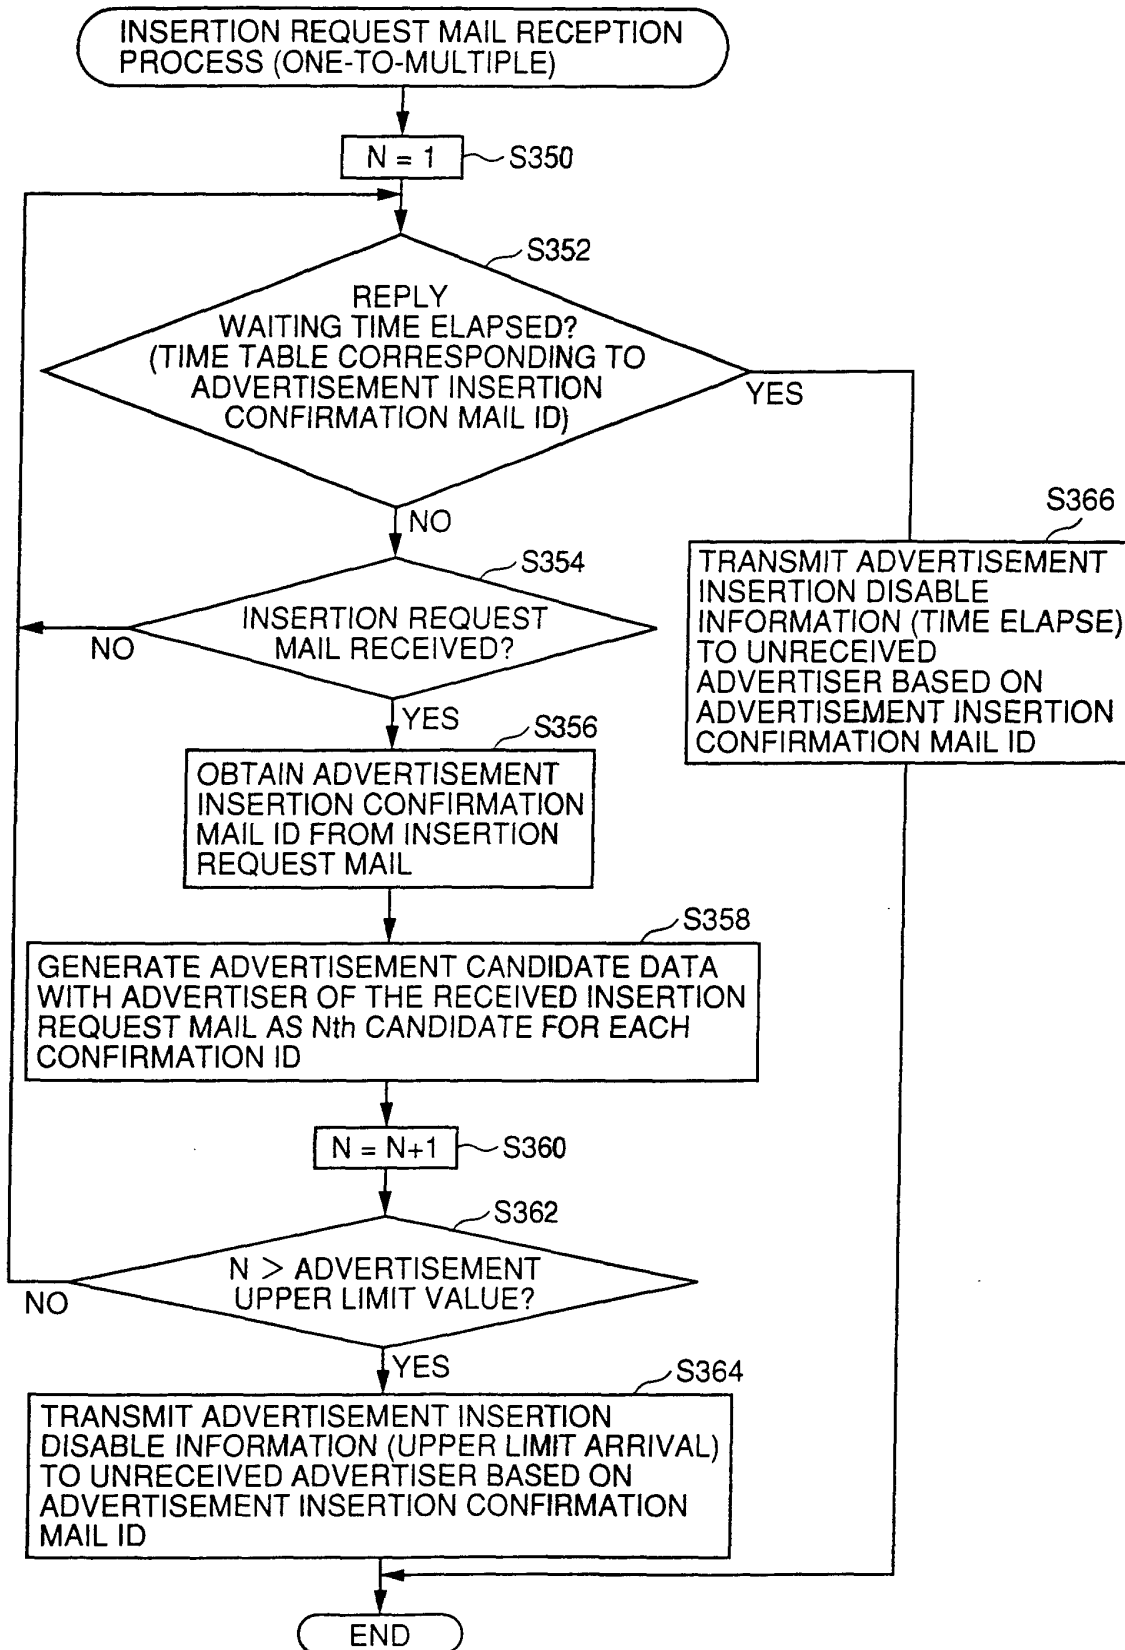 INSERTION REQUEST MAIL RECEPTION
PROCESS (ONE-TO-MULTIPLE)
N = 1
S350
S352
REPLY
WAITING TIME ELAPSED?
(TIME TABLE CORRESPONDING TO
ADVERTISEMENT INSERTION
CONFIRMATION MAIL ID)
YES
NO
S366
TRANSMIT ADVERTISEMENT
INSERTION DISABLE
INFORMATION (TIME ELAPSE)
TO UNRECEIVED
ADVERTISER BASED ON
ADVERTISEMENT INSERTION
CONFIRMATION MAIL ID
S354
INSERTION REQUEST
MAIL RECEIVED?
NO
YES
S356
OBTAIN ADVERTISEMENT
INSERTION CONFIRMATION
MAIL ID FROM INSERTION
REQUEST MAIL
S358
GENERATE ADVERTISEMENT CANDIDATE DATA
WITH ADVERTISER OF THE RECEIVED INSERTION
REQUEST MAIL AS Nth CANDIDATE FOR EACH
CONFIRMATION ID
N = N+1
S360
S362
N > ADVERTISEMENT
UPPER LIMIT VALUE?
NO
YES
S364
TRANSMIT ADVERTISEMENT INSERTION
DISABLE INFORMATION (UPPER LIMIT ARRIVAL)
TO UNRECEIVED ADVERTISER BASED ON
ADVERTISEMENT INSERTION CONFIRMATION
MAIL ID
END